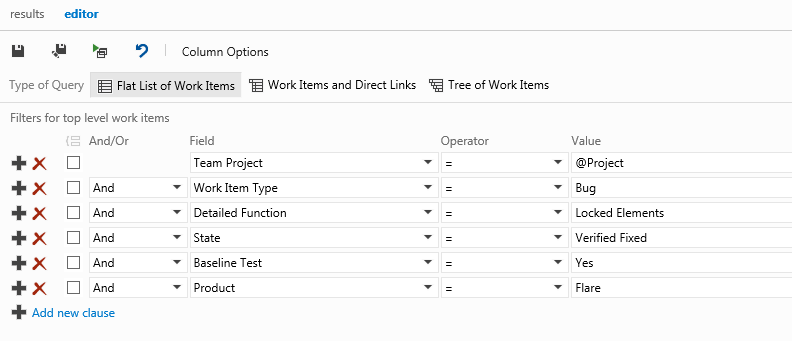 results editor
Column Options
Type of Query Flat List of Work Items Work Items and Direct Links Tree of Work Items
Filters for top level work items
And/Or Field Operator Value
Team Project = @Project
And Work Item Type = Bug
And Detailed Function = Locked Elements
And State = Verified Fixed
And Baseline Test = Yes
And Product = Flare
Add new clause